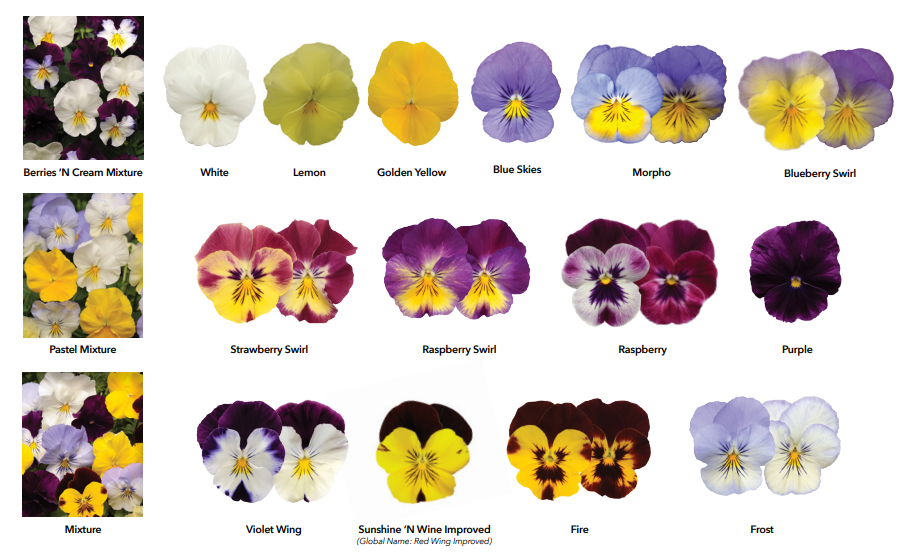 Berries ‘N Cream Mixture
White
Lemon
Golden Yellow
Blue Skies
Morpho
Blueberry Swirl
Pastel Mixture
Strawberry Swirl
Raspberry Swirl
Raspberry
Purple
Mixture
Violet Wing
Sunshine ‘N Wine Improved
(Global Name: Red Wing Improved)
Fire
Frost